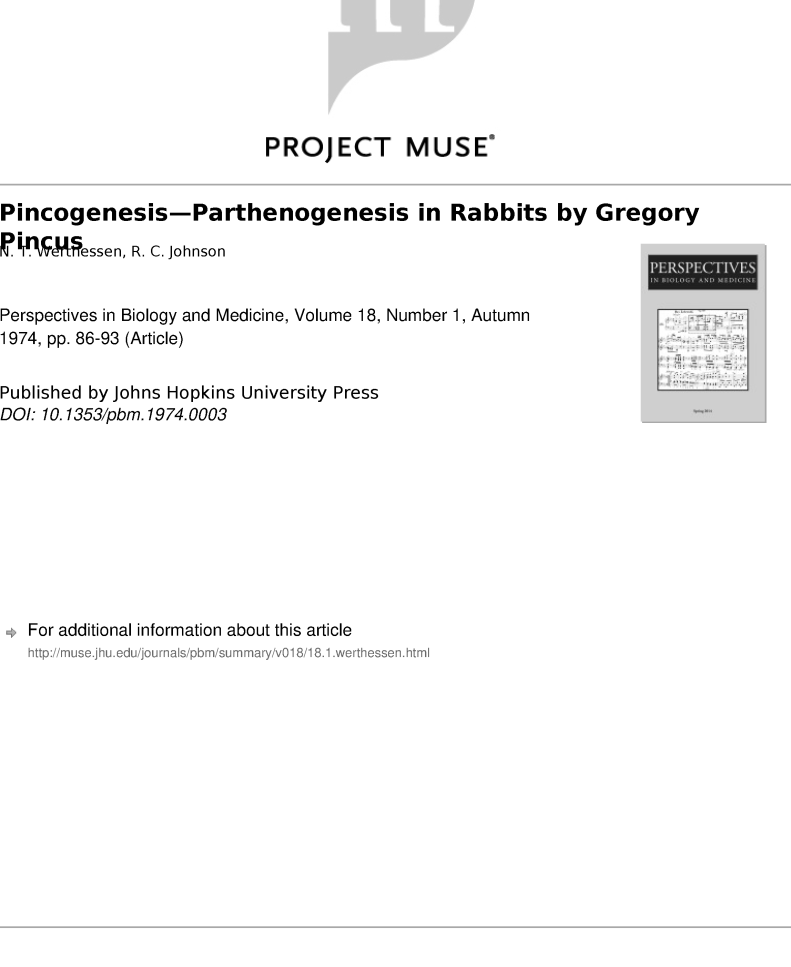 PROJECT MUSE®
Pincogenesis—Parthenogenesis in Rabbits by Gregory
Pincus
N. T. Werthessen, R. C. Johnson
PERSPECTIVES
IN BIOLOGY AND MEDICINE
Perspectives in Biology and Medicine, Volume 18, Number 1, Autumn
1974, pp. 86-93 (Article)
Published by Johns Hopkins University Press
DOI: 10.1353/pbm.1974.0003
For additional information about this article
http://muse.jhu.edu/journals/pbm/summary/v018/18.1.werthessen.html